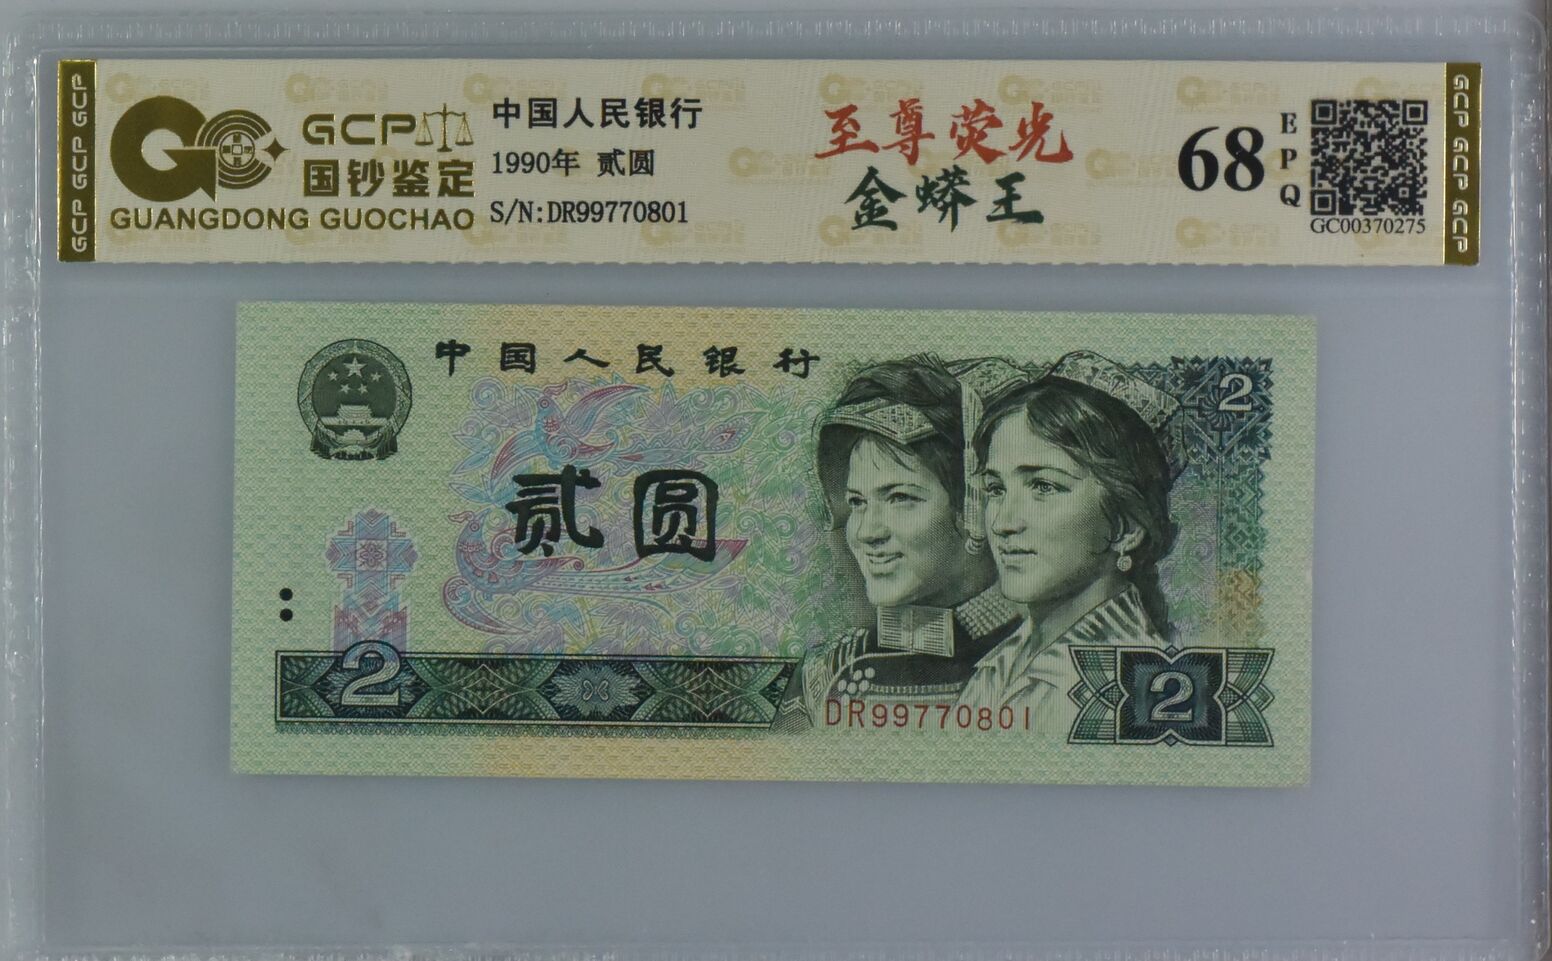 GCP GCP GCP
GCP
国钞鉴定
GUANGDONG GUOCHAO
中国人民银行
1990年 贰圆
S/N:DR99770801
至尊荧光
金蟒王
68
EPQ
GC00370275
GCP GCP GCP
中国人民银行
2
贰圆
2
DR99770801
2